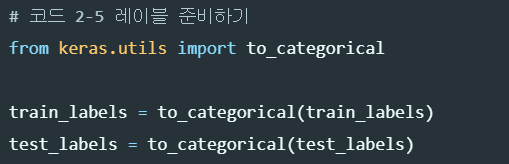 # 코드 2-5 레이블 준비하기
from keras.utils import to_categorical
train_labels = to_categorical(train_labels)
test_labels = to_categorical(test_labels)